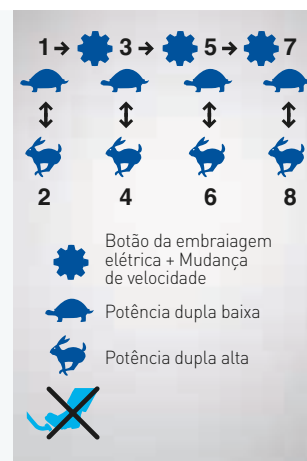 1 → 3 → 5 → 7
2 4 6 8
Botão da embraiagem
elétrica + Mudança
de velocidade
Potência dupla baixa
Potência dupla alta